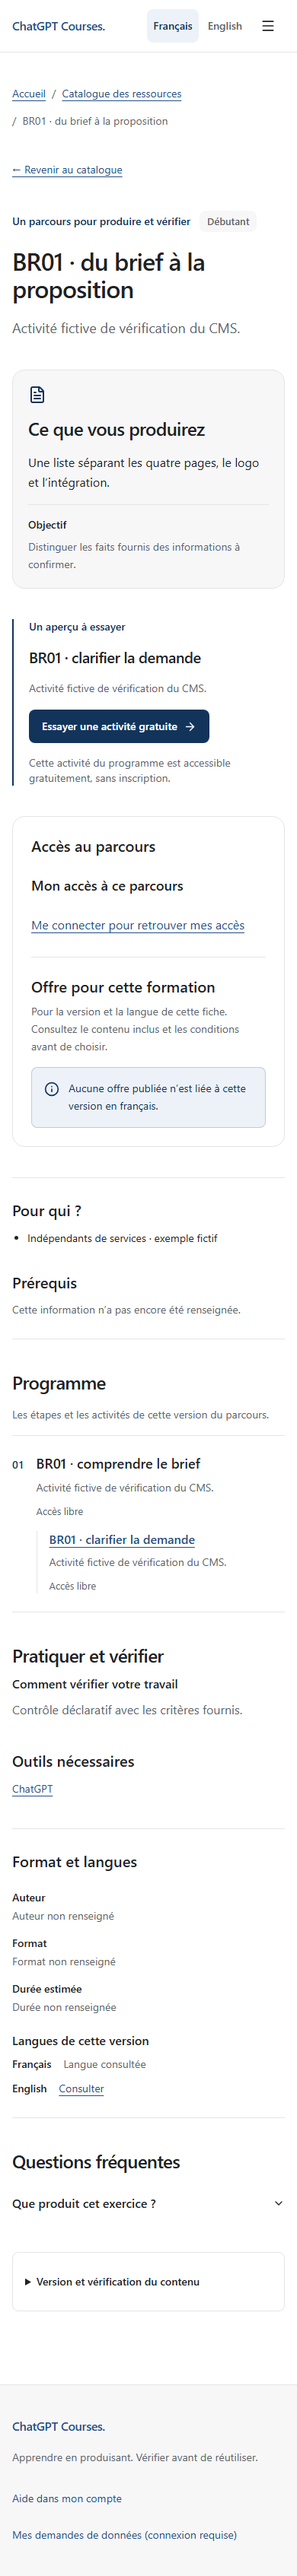 ChatGPT Courses.
Français English
Accueil / Catalogue des ressources
/ BR01 · du brief à la proposition
← Revenir au catalogue
Un parcours pour produire et vérifier Débutant
BR01 · du brief à la
proposition
Activité fictive de vérification du CMS.
Ce que vous produirez
Une liste séparant les quatre pages, le logo
et l’intégration.
Objectif
Distinguer les faits fournis des informations à
confirmer.
Un aperçu à essayer
BR01 · clarifier la demande
Activité fictive de vérification du CMS.
Essayer une activité gratuite →
Cette activité du programme est accessible
gratuitement, sans inscription.
Accès au parcours
Mon accès à ce parcours
Me connecter pour retrouver mes accès
Offre pour cette formation
Pour la version et la langue de cette fiche.
Consultez le contenu inclus et les conditions
avant de choisir.
Aucune offre publiée n’est liée à cette
version en français.
Pour qui ?
• Indépendants de services · exemple fictif
Prérequis
Cette information n’a pas encore été renseignée.
Programme
Les étapes et les activités de cette version du parcours.
01 BR01 · comprendre le brief
Activité fictive de vérification du CMS.
Accès libre
BR01 · clarifier la demande
Activité fictive de vérification du CMS.
Accès libre
Pratiquer et vérifier
Comment vérifier votre travail
Contrôle déclaratif avec les critères fournis.
Outils nécessaires
ChatGPT
Format et langues
Auteur
Auteur non renseigné
Format
Format non renseigné
Durée estimée
Durée non renseignée
Langues de cette version
Français Langue consultée
English Consulter
Questions fréquentes
Que produit cet exercice ?
Version et vérification du contenu
ChatGPT Courses.
Apprendre en produisant. Vérifier avant de réutiliser.
Aide dans mon compte
Mes demandes de données (connexion requise)